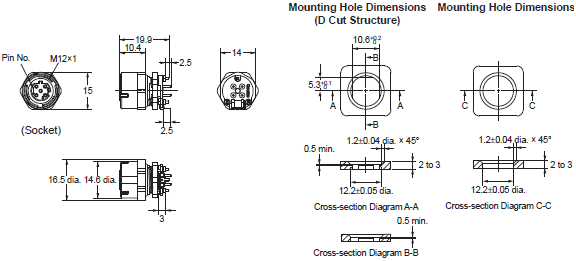 Mounting Hole Dimensions
(D Cut Structure)
Mounting Hole Dimensions
19.9
10.4
2.5
Pin No.
M12×1
15
(Socket)
2.5
14
10.6 +0.2 0
B
5.3 +0.1 0
A
A
B
C
C
1.2±0.04 dia. × 45°
0.5 min.
2 to 3
12.2±0.05 dia.
Cross-section Diagram A-A
0.5 min.
Cross-section Diagram B-B
1.2±0.04 dia. × 45°
2 to 3
12.2±0.05 dia.
Cross-section Diagram C-C
16.5 dia.
14.6 dia.
3